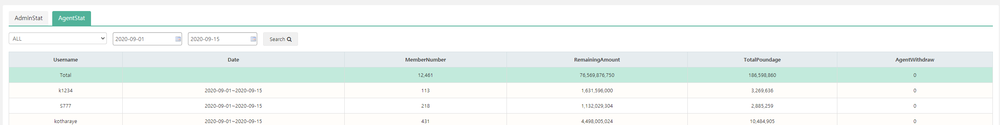 AdminStat AgentStat
ALL 2020-09-01 2020-09-15 Search
Username Date MemberNumber RemainingAmount TotalPoundage AgentWithdraw
Total 12,461 76,569,876,750 186,598,860 0
k1234 2020-09-01~2020-09-15 113 1,631,596,000 3,269,636 0
S777 2020-09-01~2020-09-15 218 1,132,029,304 2,885,259 0
kotharaye 2020-09-01~2020-09-15 431 4,498,005,024 10,484,905 0